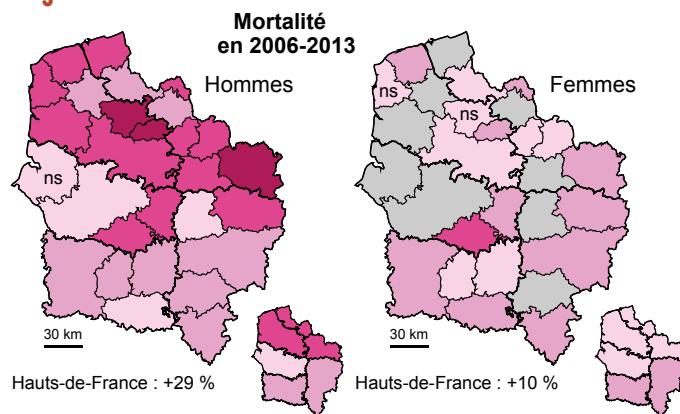 Mortalité
en 2006-2013
Hommes
Femmes
ns
ns
ns
30 km
30 km
Hauts-de-France : +29 %
Hauts-de-France : +10 %